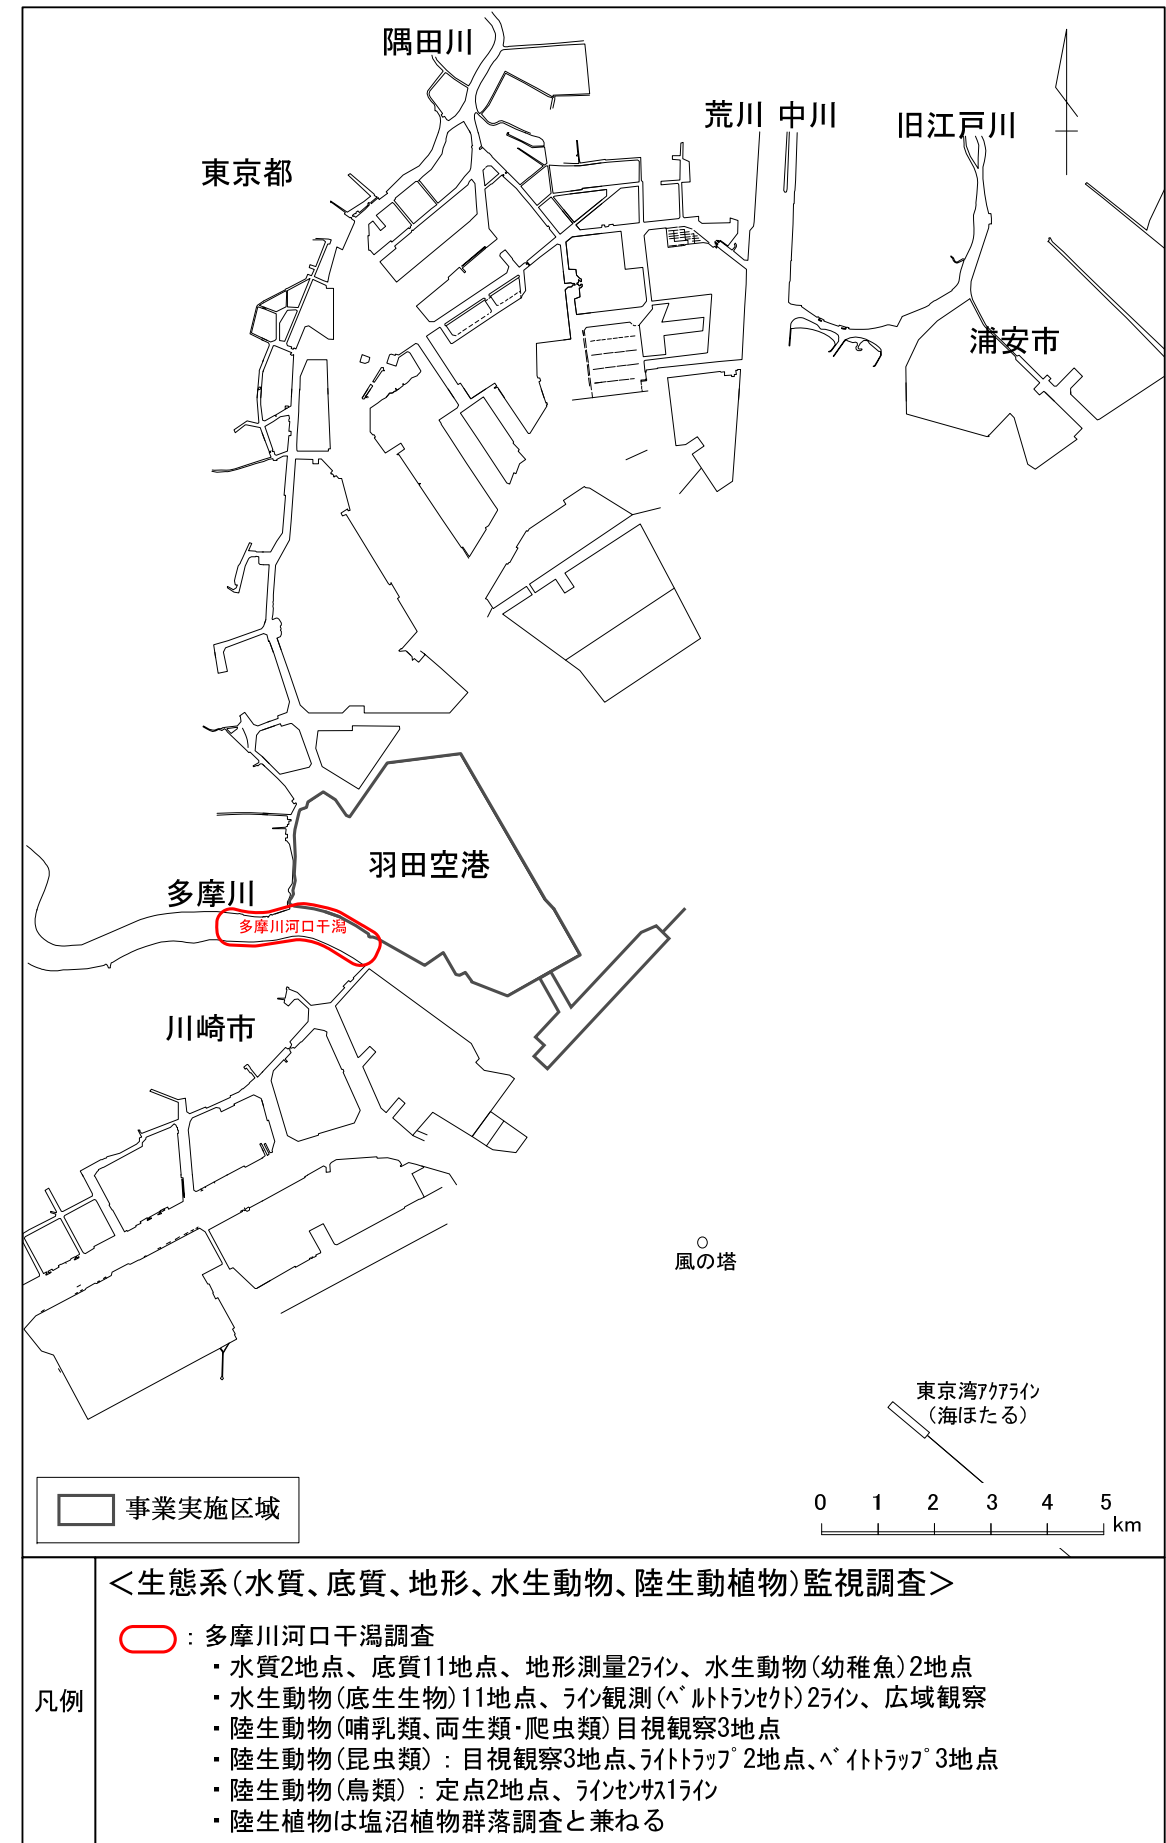 隅田川
荒川 中川
旧江戸川
東京都
浦安市
羽田空港
多摩川
多摩川河口干潟
川崎市
風の塔
東京湾ｱｸｱﾗｲﾝ
（海ほたる）
事業実施区域
0 1 2 3 4 5
km
凡例
＜生態系（水質、底質、地形、水生動物、陸生動植物）監視調査＞
：多摩川河口干潟調査
・水質2地点、底質11地点、地形測量2ﾗｲﾝ、水生動物（幼稚魚）2地点
・水生動物（底生生物）11地点、ﾗｲﾝ観測（ﾍﾞﾙﾄﾄﾗﾝｾｸﾄ）2ﾗｲﾝ、広域観察
・陸生動物（哺乳類、両生類・爬虫類）目視観察3地点
・陸生動物（昆虫類）：目視観察3地点、ﾗｲﾄﾄﾗｯﾌﾟ2地点、ﾍﾞｲﾄﾄﾗｯﾌﾟ3地点
・陸生動物（鳥類）：定点2地点、ﾗｲﾝｾﾝｻｽ1ﾗｲﾝ
・陸生植物は塩沼植物群落調査と兼ねる